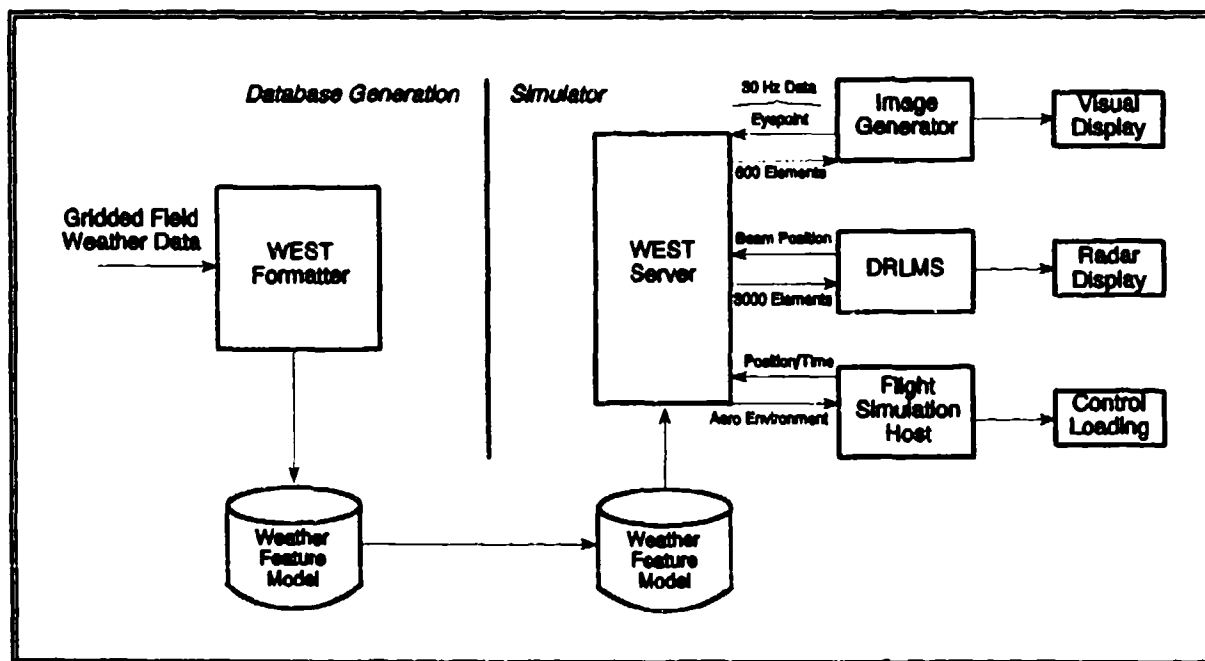 Database Generation
Simulator
30 Hz Data
Eyepoint
600 Elements
Image
Generator
Visual
Display
Gridded Field
Weather Data
WEST
Formatter
WEST
Server
Beam Position
3000 Elements
DRLMS
Radar
Display
Position/Time
Aero Environment
Flight
Simulation
Host
Control
Loading
Weather
Feature
Model
Weather
Feature
Model